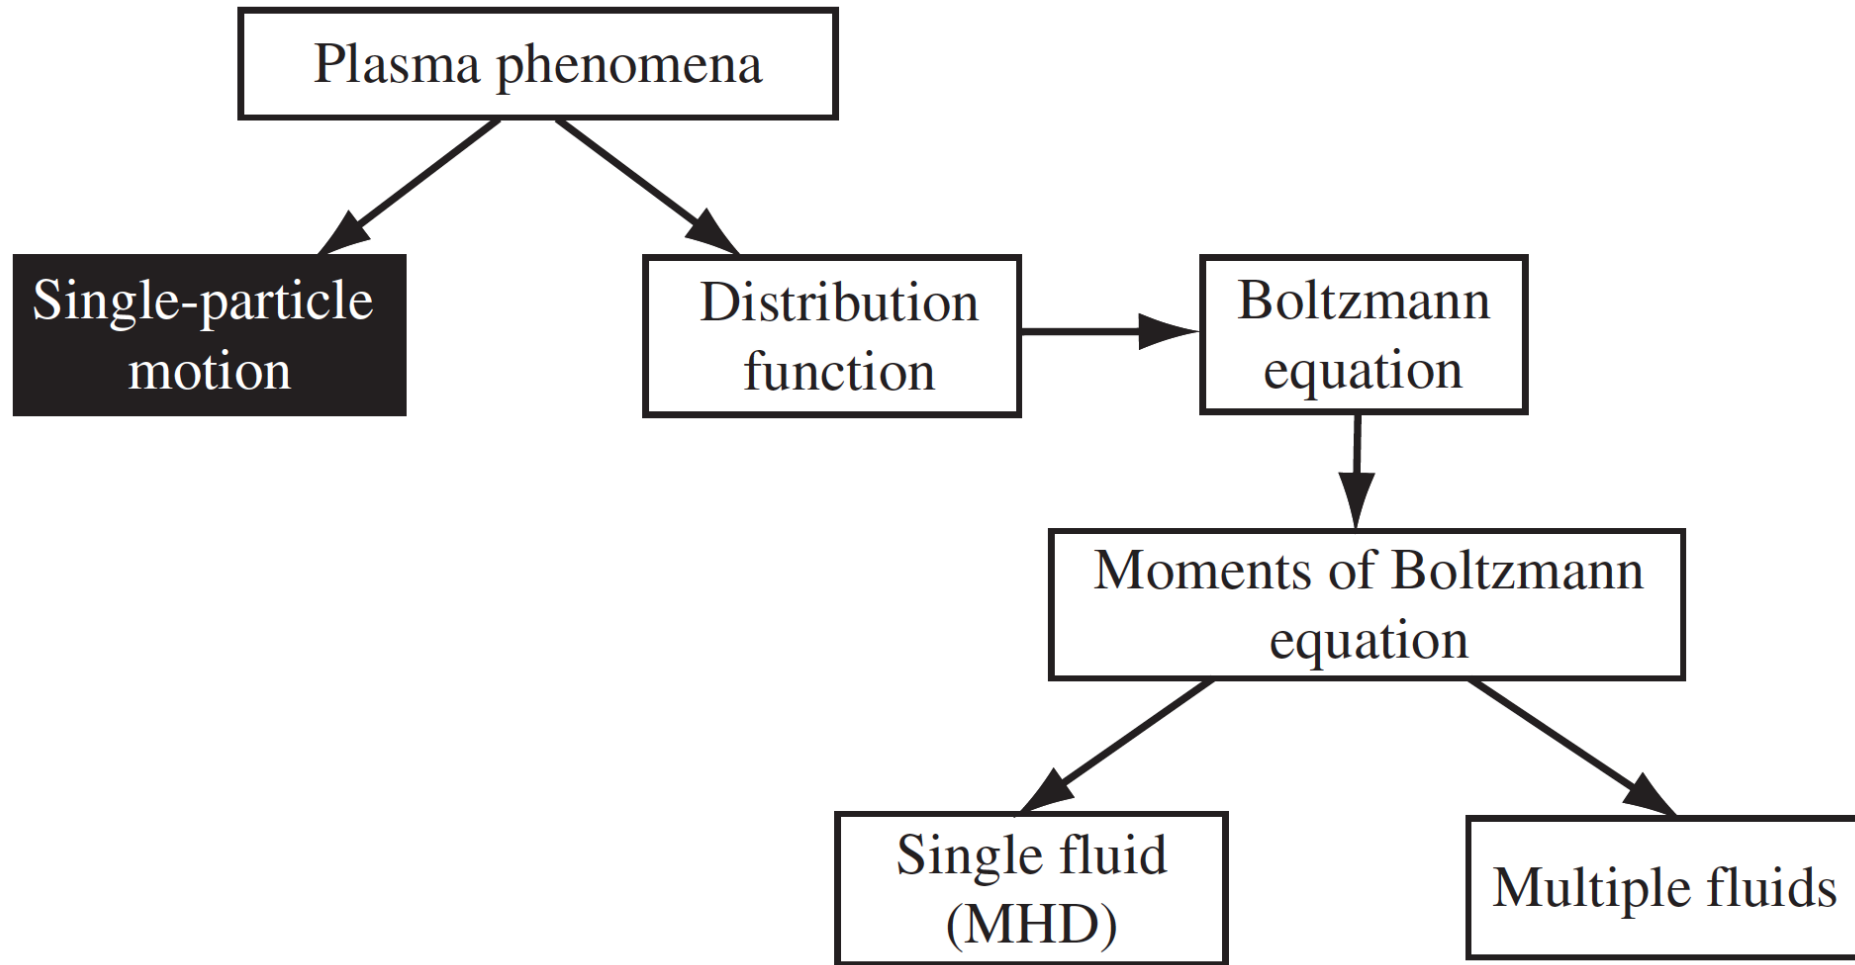 Plasma phenomena
Single-particle
motion
Distribution
function
Boltzmann
equation
Moments of Boltzmann
equation
Single fluid
(MHD)
Multiple fluids